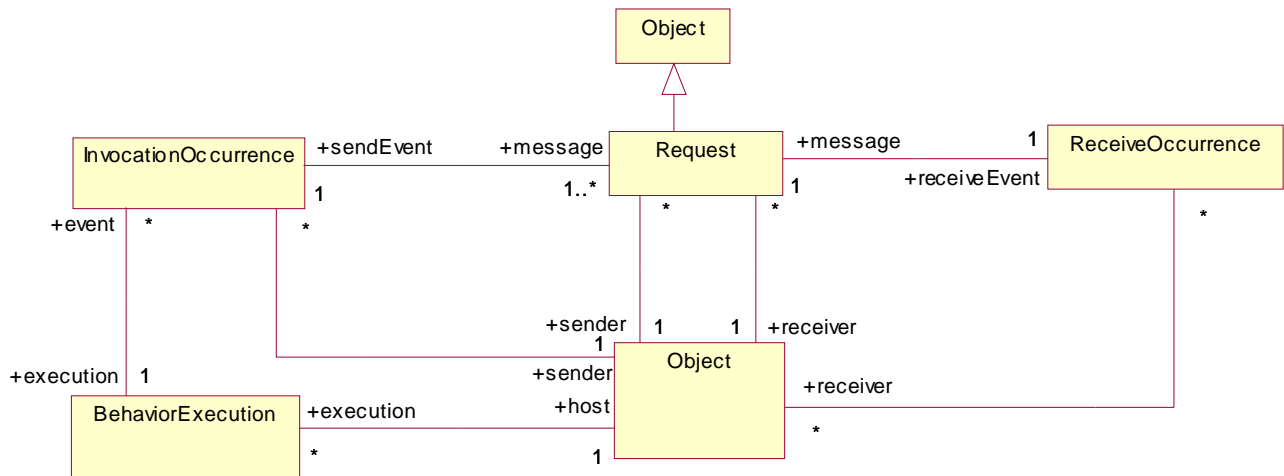 Object
InvocationOccurrence
+sendEvent
+message
Request
+message
1
ReceiveOccurrence
1
1..*
1
+receiveEvent
+event
*
*
*
*
*
+sender
1
1
+receiver
1
Object
+execution
1
+sender
+receiver
BehaviorExecution
+execution
+host
*
*
1